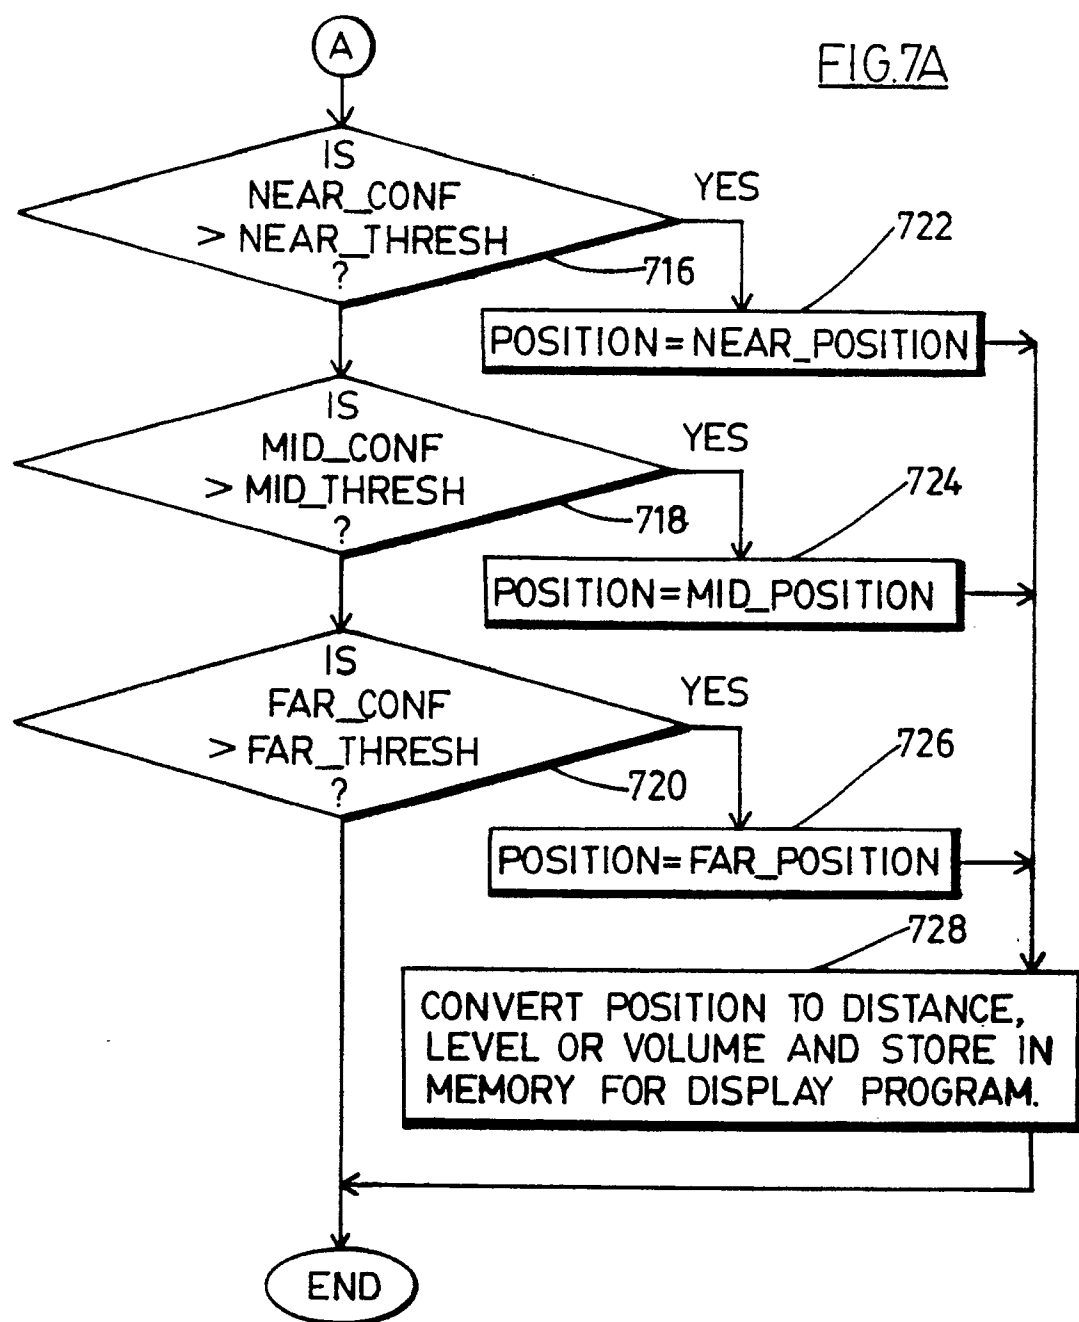 A
FIG.7A
IS
NEAR_CONF
> NEAR_THRESH
?
YES
716
722
POSITION=NEAR_POSITION
IS
MID_CONF
> MID_THRESH
?
YES
718
724
POSITION=MID_POSITION
IS
FAR_CONF
> FAR_THRESH
?
YES
720
726
POSITION=FAR_POSITION
728
CONVERT POSITION TO DISTANCE,
LEVEL OR VOLUME AND STORE IN
MEMORY FOR DISPLAY PROGRAM.
END